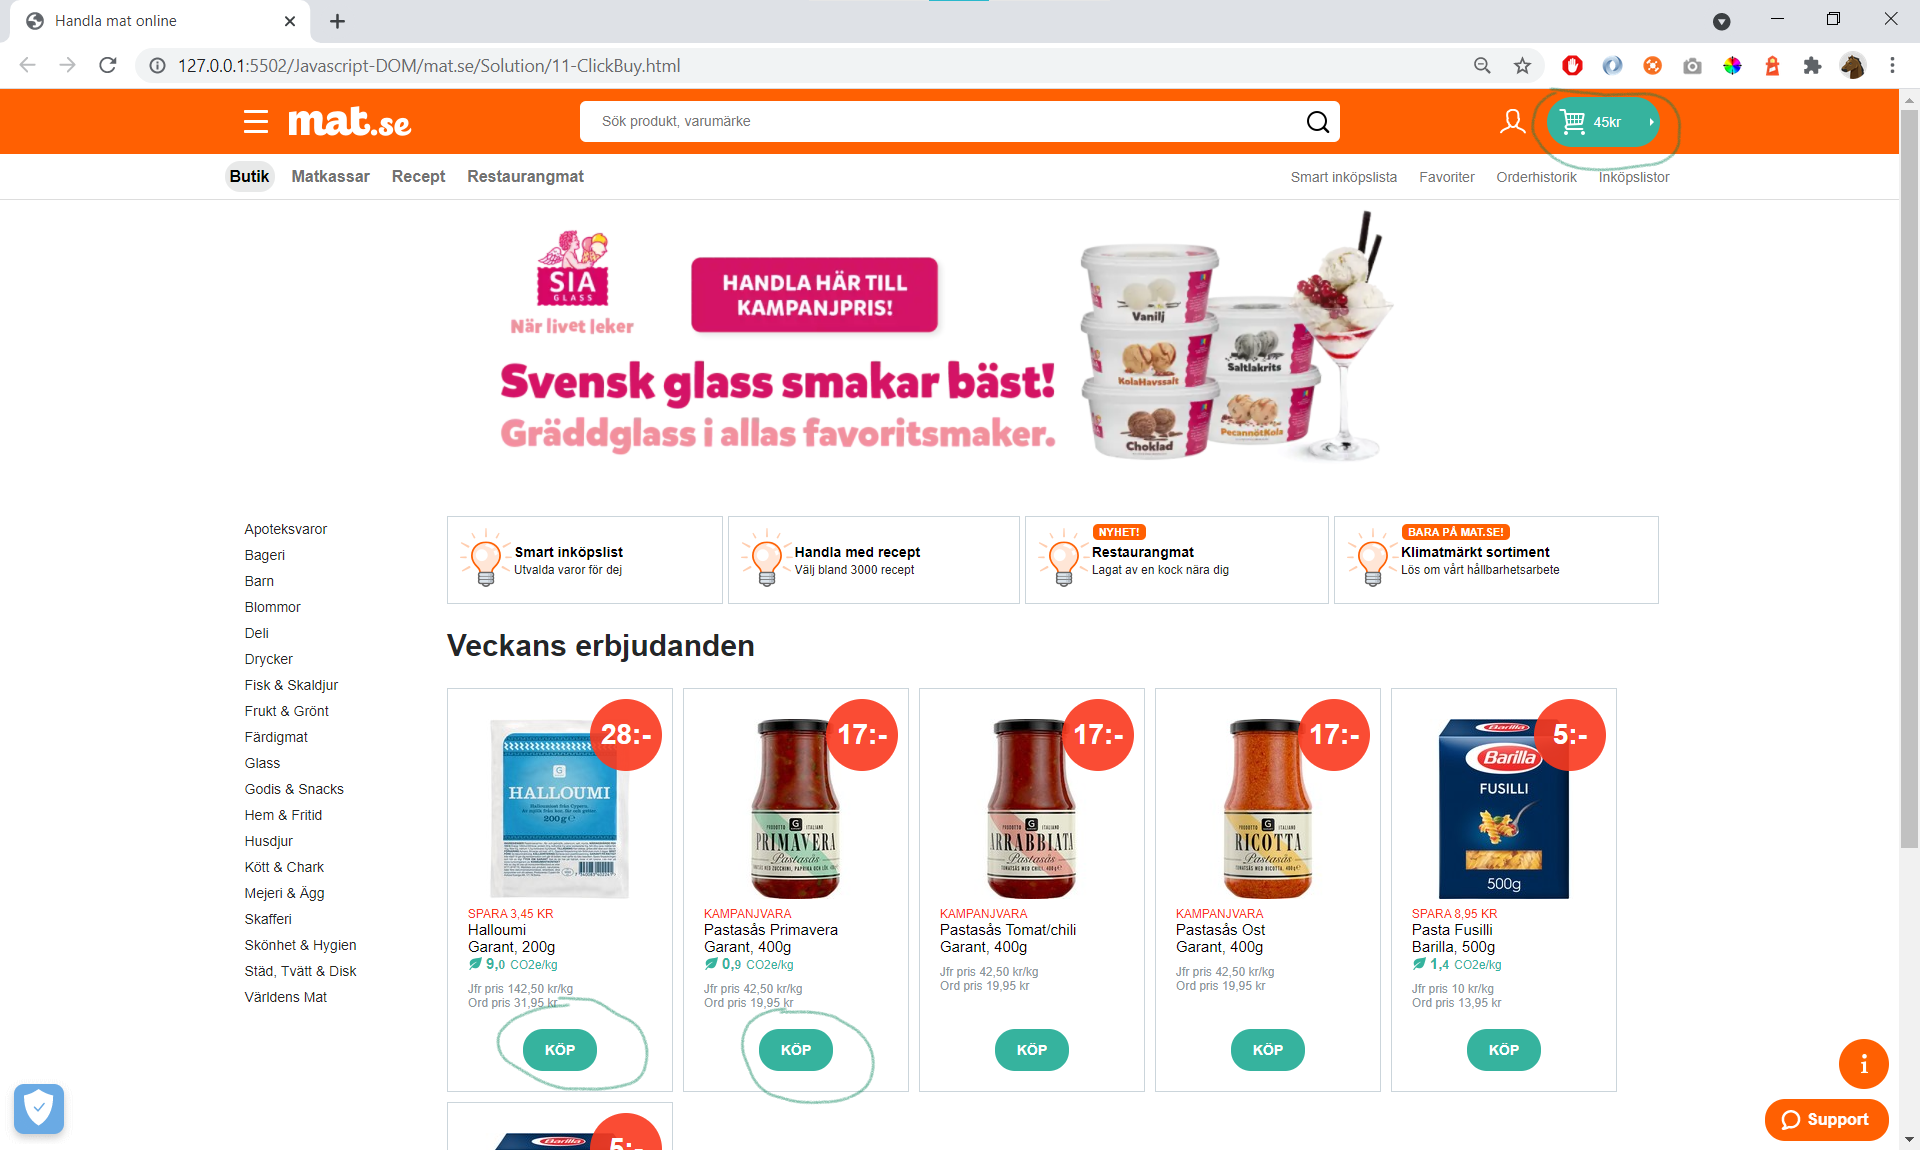 Handla mat online
127.0.0.1:5502/Javascript-DOM/mat.se/Solution/11-ClickBuy.html
mat.se
Sök produkt, varumärke
45kr
Butik Matkassar Recept Restaurangmat
Smart inköpslista Favoriter Orderhistorik Inköpslistor
SIA
GLASS
När livet leker
HANDLA HÄR TILL
KAMPANJPRIS!
Svensk glass smakar bäst!
Gräddglass i allas favoritsmaker.
Vanilj
KolaHavssalt
Saltlakrits
Choklad
PecannötKola
Apoteksvaror
Bageri
Barn
Blommor
Deli
Drycker
Fisk & Skaldjur
Frukt & Grönt
Färdigmat
Glass
Godis & Snacks
Hem & Fritid
Husdjur
Kött & Chark
Mejeri & Ägg
Skafferi
Skönhet & Hygien
Städ, Tvätt & Disk
Världens Mat
Smart inköpslist
Utvalda varor för dej
Handla med recept
Välj bland 3000 recept
NYHET!
Restaurangmat
Lagat av en kock nära dig
BARA PÅ MAT.SE!
Klimatmärkt sortiment
Lös om vårt hållbarhetsarbete
Veckans erbjudanden
28:-
G
HALLOUMI
200g
SPARA 3,45 KR
Halloumi
Garant, 200g
9,0 CO2e/kg
Jfr pris 142,50 kr/kg
Ord pris 31,95 kr
KÖP
17:-
PRODOTTO G ITALIANO
PRIMAVERA
Pastasås
KAMPANJVARA
Pastasås Primavera
Garant, 400g
0,9 CO2e/kg
Jfr pris 42,50 kr/kg
Ord pris 19,95 kr
KÖP
17:-
PRODOTTO G ITALIANO
ARRABBIATA
Pastasås
KAMPANJVARA
Pastasås Tomat/chili
Garant, 400g
Jfr pris 42,50 kr/kg
Ord pris 19,95 kr
KÖP
17:-
PRODOTTO G ITALIANO
RICOTTA
Pastasås
KAMPANJVARA
Pastasås Ost
Garant, 400g
Jfr pris 42,50 kr/kg
Ord pris 19,95 kr
KÖP
5:-
Barilla
Barilla
FUSILLI
500g
SPARA 8,95 KR
Pasta Fusilli
Barilla, 500g
1,4 CO2e/kg
Jfr pris 10 kr/kg
Ord pris 13,95 kr
KÖP
Barilla
5:-
i
Support